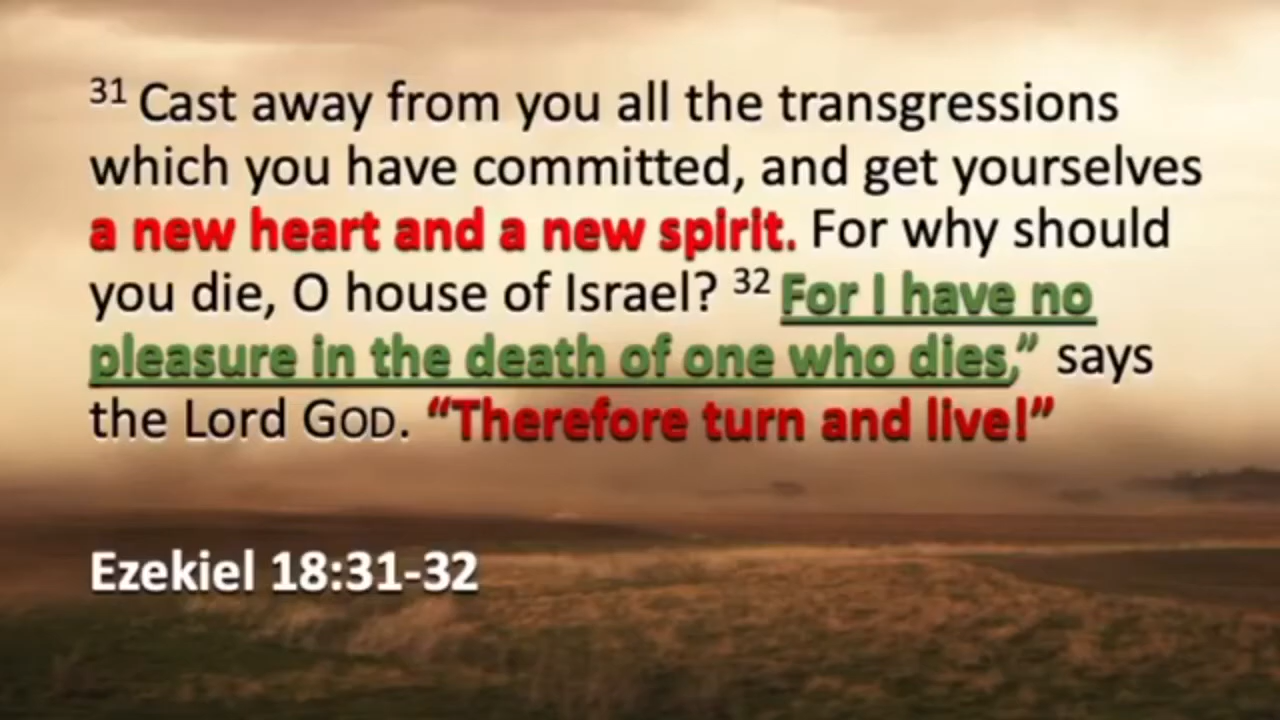 31 Cast away from you all the transgressions
which you have committed, and get yourselves
a new heart and a new spirit. For why should
you die, O house of Israel? 32 For I have no
pleasure in the death of one who dies,” says
the Lord GOD. “Therefore turn and live!”
Ezekiel 18:31-32